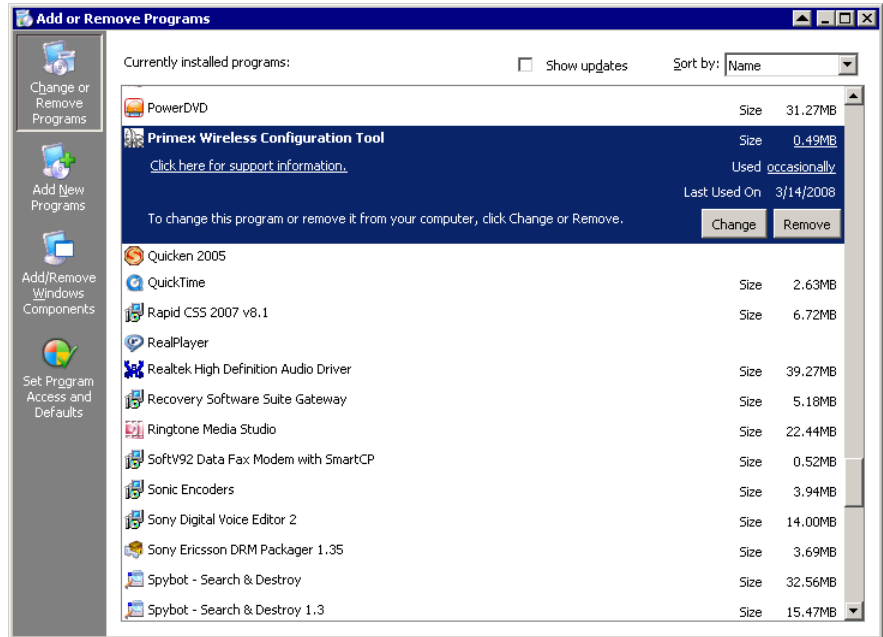 Add or Remove Programs
Change or
Remove
Programs
Add New
Programs
Add/Remove
Windows
Components
Set Program
Access and
Defaults
Currently installed programs:
Show updates
Sort by: Name
PowerDVD Size 31.27MB
Primex Wireless Configuration Tool Size 0.49MB
Click here for support information. Used occasionally
Last Used On 3/14/2008
To change this program or remove it from your computer, click Change or Remove. Change Remove
Quicken 2005
QuickTime Size 2.63MB
Rapid CSS 2007 v8.1 Size 6.72MB
RealPlayer
Realtek High Definition Audio Driver Size 39.27MB
Recovery Software Suite Gateway Size 5.18MB
Ringtone Media Studio Size 22.44MB
SoftV92 Data Fax Modem with SmartCP Size 0.52MB
Sonic Encoders Size 3.94MB
Sony Digital Voice Editor 2 Size 14.00MB
Sony Ericsson DRM Packager 1.35 Size 3.69MB
Spybot - Search & Destroy Size 32.56MB
Spybot - Search & Destroy 1.3 Size 15.47MB